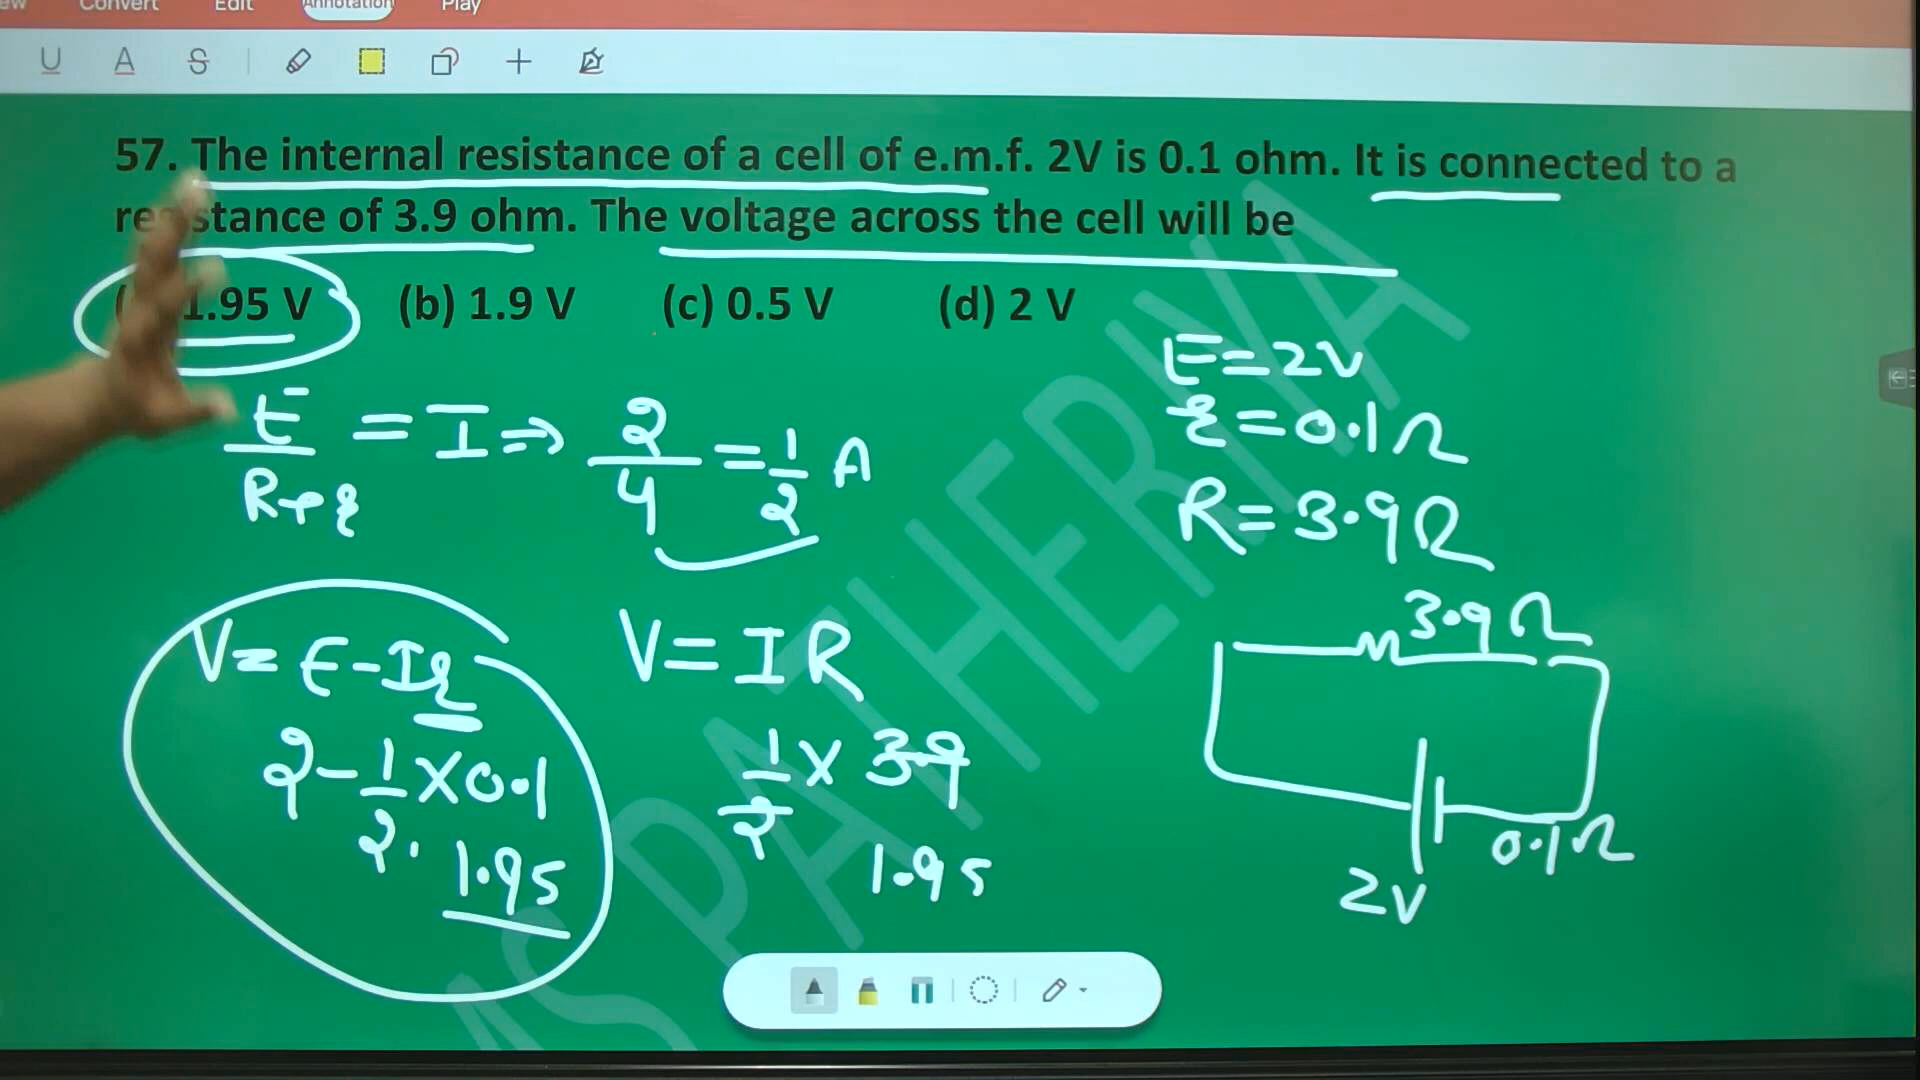 Convert Edit Annotation Play
U A S
57. The internal resistance of a cell of e.m.f. 2V is 0.1 ohm. It is connected to a
resistance of 3.9 ohm. The voltage across the cell will be
1.95 V (b) 1.9 V (c) 0.5 V (d) 2 V
E=2V
r=0.1Ω
R=3.9Ω
E/R+r = I ⇒ 2/4 = 1/2 A
V=E-Ir
2-1/2×0.1
1.95
V=IR
1/2 × 3.9
1.95
3.9Ω
0.1Ω
2V
MS PATHERIYA